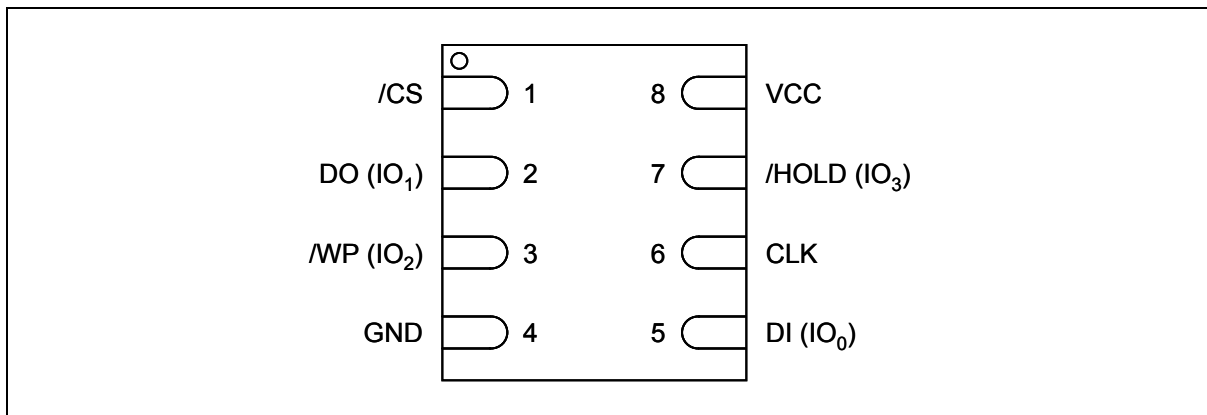 /CS 1 8 VCC
DO (IO₁) 2 7 /HOLD (IO₃)
/WP (IO₂) 3 6 CLK
GND 4 5 DI (IO₀)